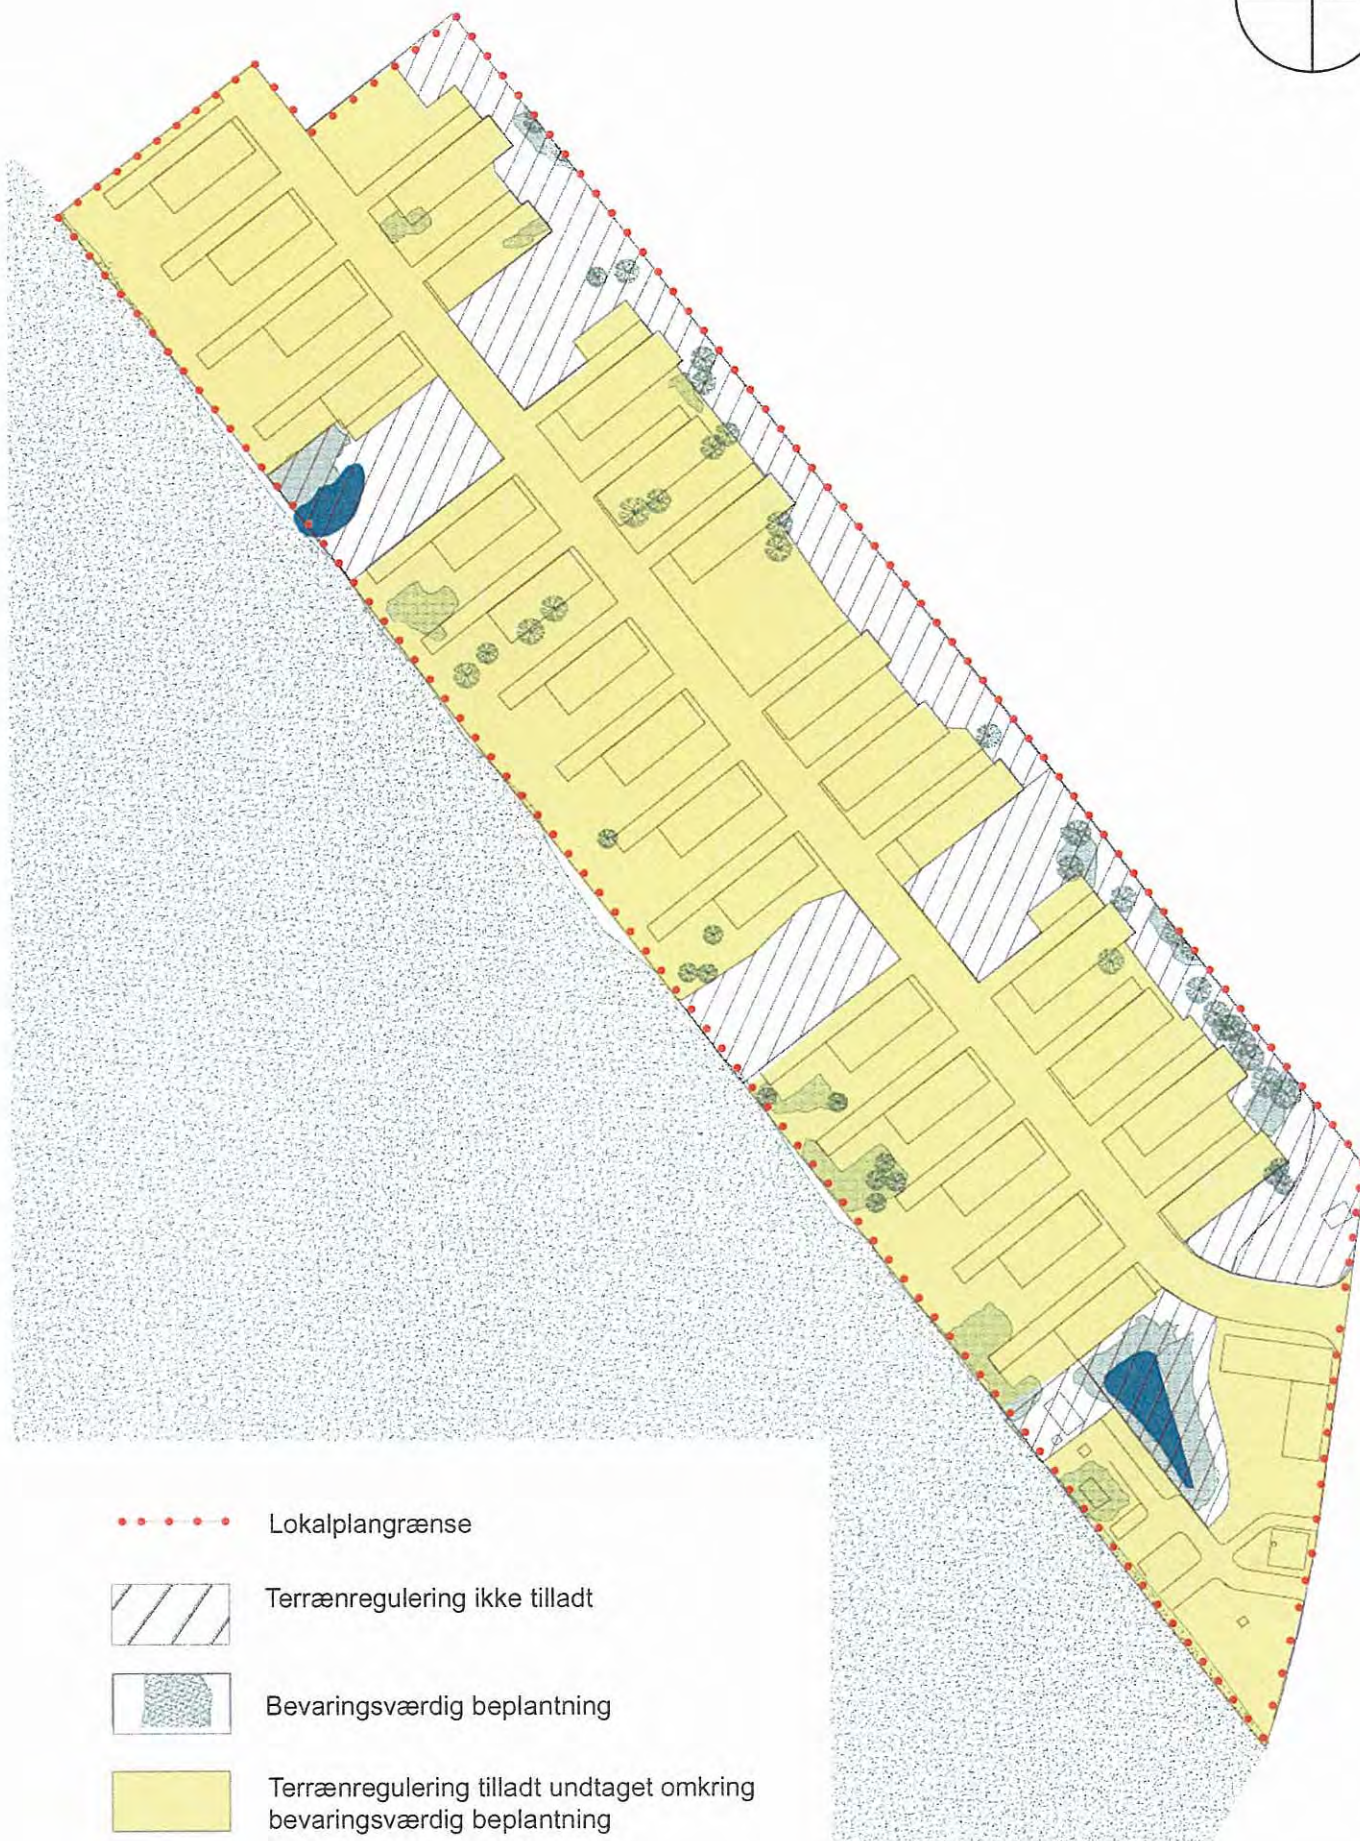 Lokalplangrænse
Terrænregulering ikke tilladt
Bevaringsværdig beplantning
Terrænregulering tilladt undtaget omkring
bevaringsværdig beplantning